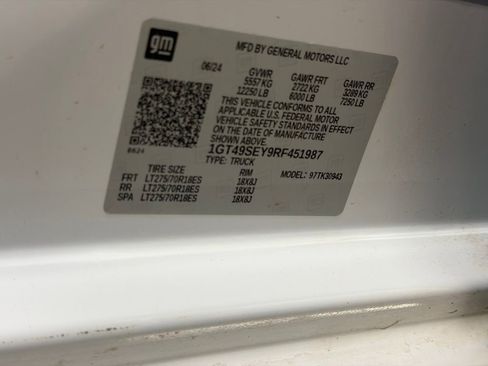 gm
MFD BY GENERAL MOTORS LLC
06/24 GVWR GAWR FRT GAWR RR
5557 KG 2722 KG 3289 KG
12250 LB 6000 LB 7250 LB
THIS VEHICLE CONFORMS TO ALL
APPLICABLE U.S. FEDERAL MOTOR
VEHICLE SAFETY STANDARDS IN EFFECT
ON THE DATE OF MANUFACTURE
SHOWN ABOVE.
1GT49SEY9RF451987
TYPE: TRUCK
TIRE SIZE RIM MODEL: 97TK30943
FRT LT275/70R18ES 18X8J
RR LT275/70R18ES 18X8J
SPA LT275/70R18ES 18X8J